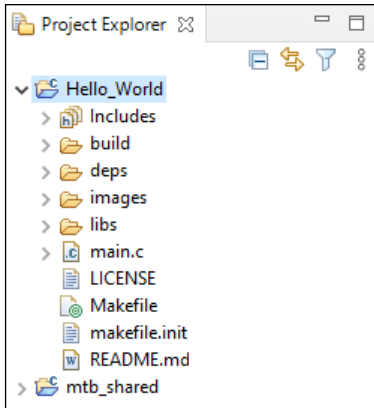 Project Explorer
Hello_World
Includes
build
deps
images
libs
main.c
LICENSE
Makefile
makefile.init
README.md
mtb_shared